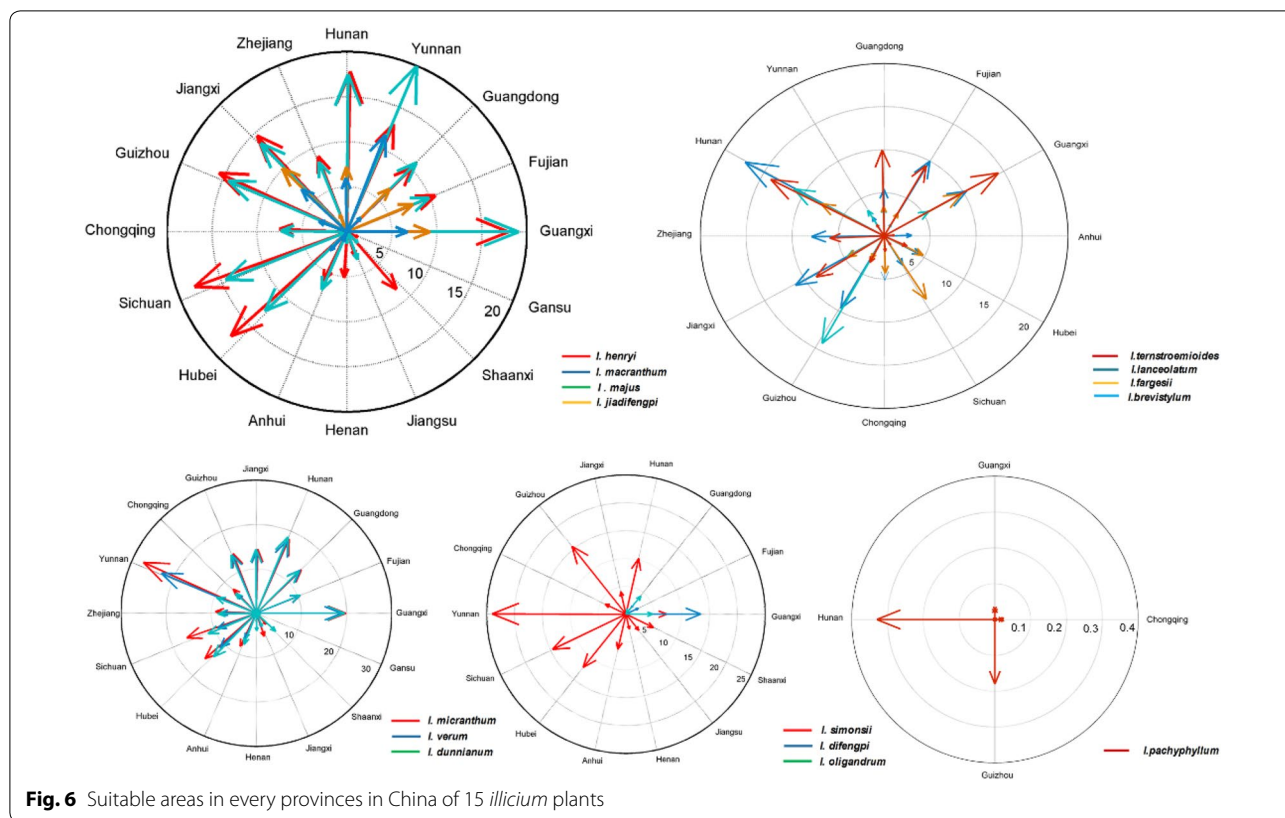 Hunan
Zhejiang
Yunnan
Jiangxi
Guangdong
Guizhou
Fujian
Chongqing
Guangxi
5
10
15
20
Sichuan
Gansu
Hubei
Shaanxi
Anhui
Jiangsu
Henan
I. henryi
I. macranthum
I . majus
I. jiadifengpi
Guangdong
Yunnan
Fujian
Hunan
Guangxi
Zhejiang
Anhui
5
10
15
20
Jiangxi
Hubei
Guizhou
Sichuan
Chongqing
I.ternstroemioides
I.lanceolatum
I.fargesii
I.brevistylum
Jiangxi
Guizhou
Hunan
Chongqing
Guangdong
Yunnan
Fujian
Zhejiang
Guangxi
10
20
30
Sichuan
Gansu
Hubei
Shaanxi
Anhui
Jiangxi
Henan
I. micranthum
I. verum
I. dunnianum
Jiangxi
Hunan
Guizhou
Guangdong
Chongqing
Fujian
Yunnan
Guangxi
5
10
15
20
25
Sichuan
Shaanxi
Hubei
Jiangsu
Anhui
Henan
I. simonsii
I. difengpi
I. oligandrum
Guangxi
Hunan
Chongqing
0.1
0.2
0.3
0.4
Guizhou
I.pachyphyllum
Fig. 6 Suitable areas in every provinces in China of 15 illicium plants